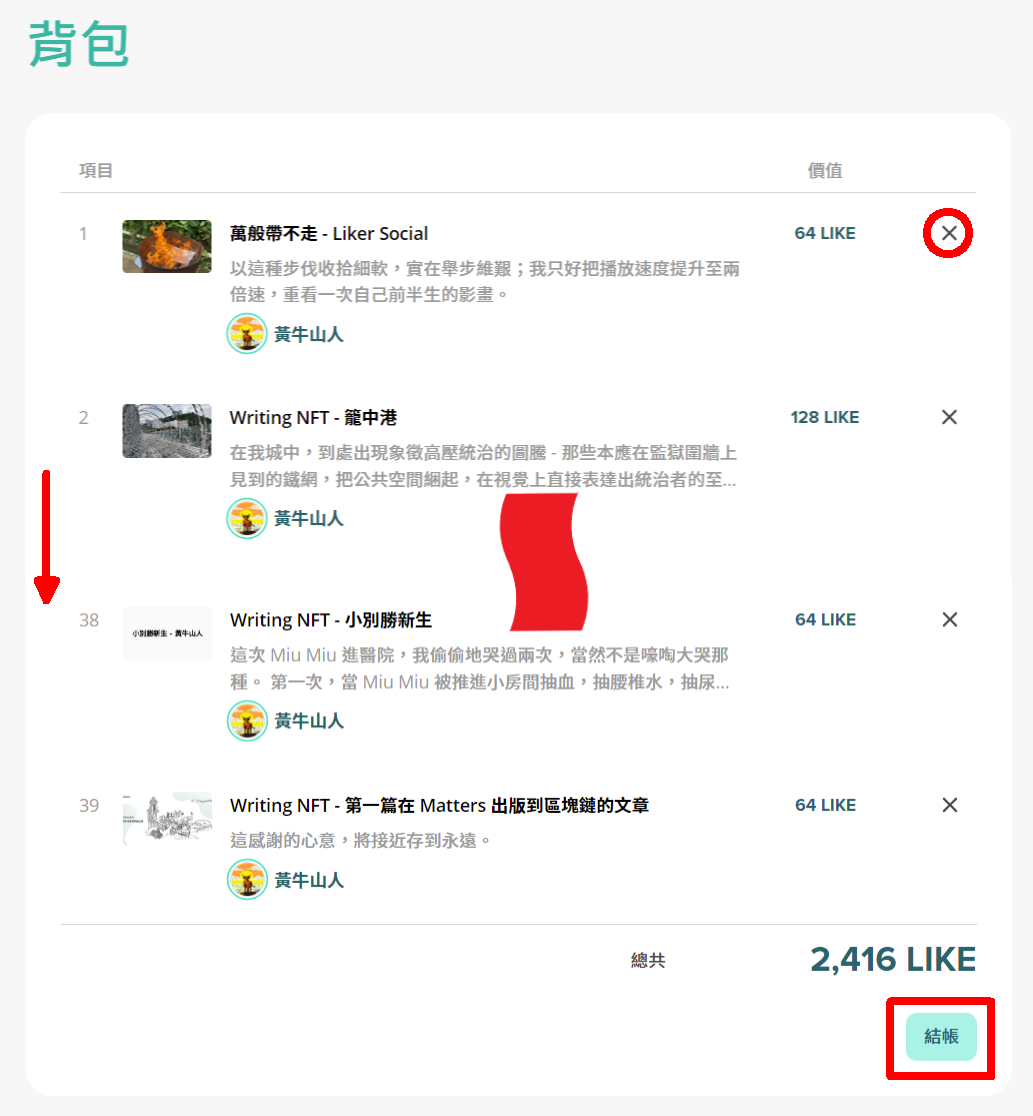 背包
項目 價值
1 萬般帶不走 - Liker Social 64 LIKE
以這種步伐收拾細軟，實在舉步維艱；我只好把播放速度提升至兩
倍速，重看一次自己前半生的影畫。
黃牛山人
2 Writing NFT - 籠中港 128 LIKE
在我城中，到處出現象徵高壓統治的圖騰 - 那些本應在監獄圍牆上
見到的鐵網，把公共空間綑起，在視覺上直接表達出統治者的至...
黃牛山人
38 小別勝新生 - 黃牛山人 Writing NFT - 小別勝新生 64 LIKE
這次 Miu Miu 進醫院，我偷偷地哭過兩次，當然不是嚎啕大哭那
種。 第一次，當 Miu Miu 被推進小房間抽血，抽腰椎水，抽尿...
黃牛山人
39 Writing NFT - 第一篇在 Matters 出版到區塊鏈的文章 64 LIKE
這感謝的心意，將接近存到永遠。
黃牛山人
總共 2,416 LIKE
結帳